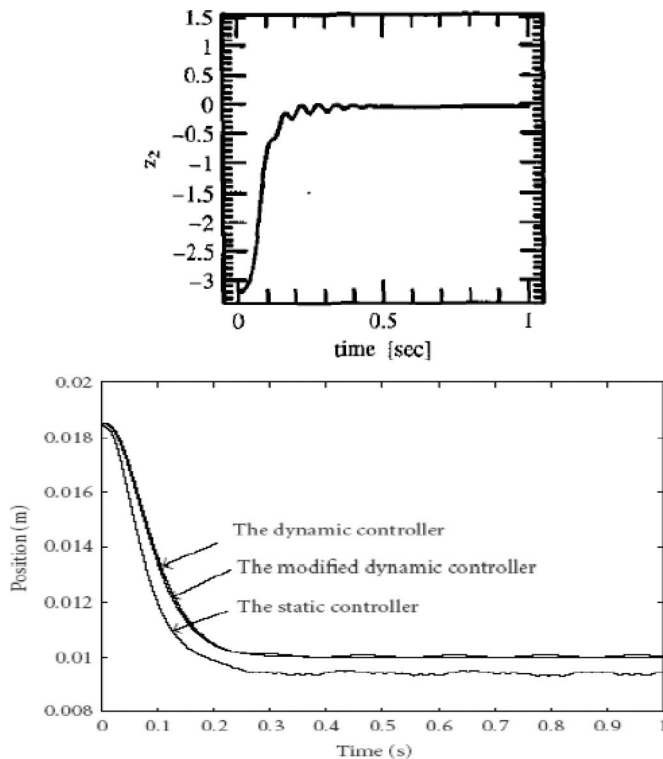 1.5
1
0.5
0
−0.5
−1
−1.5
−2
−2.5
−3
z2
0 0.5 1
time [sec]
0.02
0.018
0.016
0.014
0.012
0.01
0.008
Position (m)
The dynamic controller
The modified dynamic controller
The static controller
0 0.1 0.2 0.3 0.4 0.5 0.6 0.7 0.8 0.9 1
Time (s)